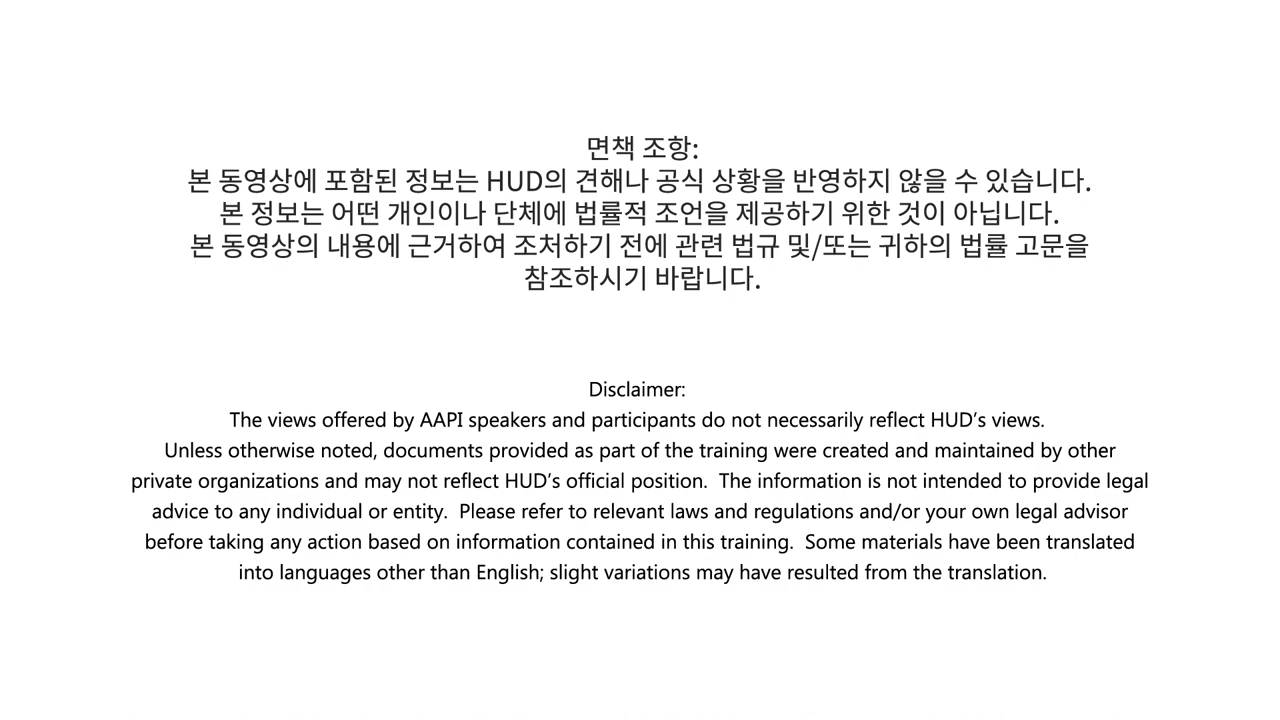 면책 조항:
본 동영상에 포함된 정보는 HUD의 견해나 공식 상황을 반영하지 않을 수 있습니다.
본 정보는 어떤 개인이나 단체에 법률적 조언을 제공하기 위한 것이 아닙니다.
본 동영상의 내용에 근거하여 조처하기 전에 관련 법규 및/또는 귀하의 법률 고문을
참조하시기 바랍니다.
Disclaimer:
The views offered by AAPI speakers and participants do not necessarily reflect HUD’s views.
Unless otherwise noted, documents provided as part of the training were created and maintained by other
private organizations and may not reflect HUD’s official position.  The information is not intended to provide legal
advice to any individual or entity.  Please refer to relevant laws and regulations and/or your own legal advisor
before taking any action based on information contained in this training.  Some materials have been translated
into languages other than English; slight variations may have resulted from the translation.